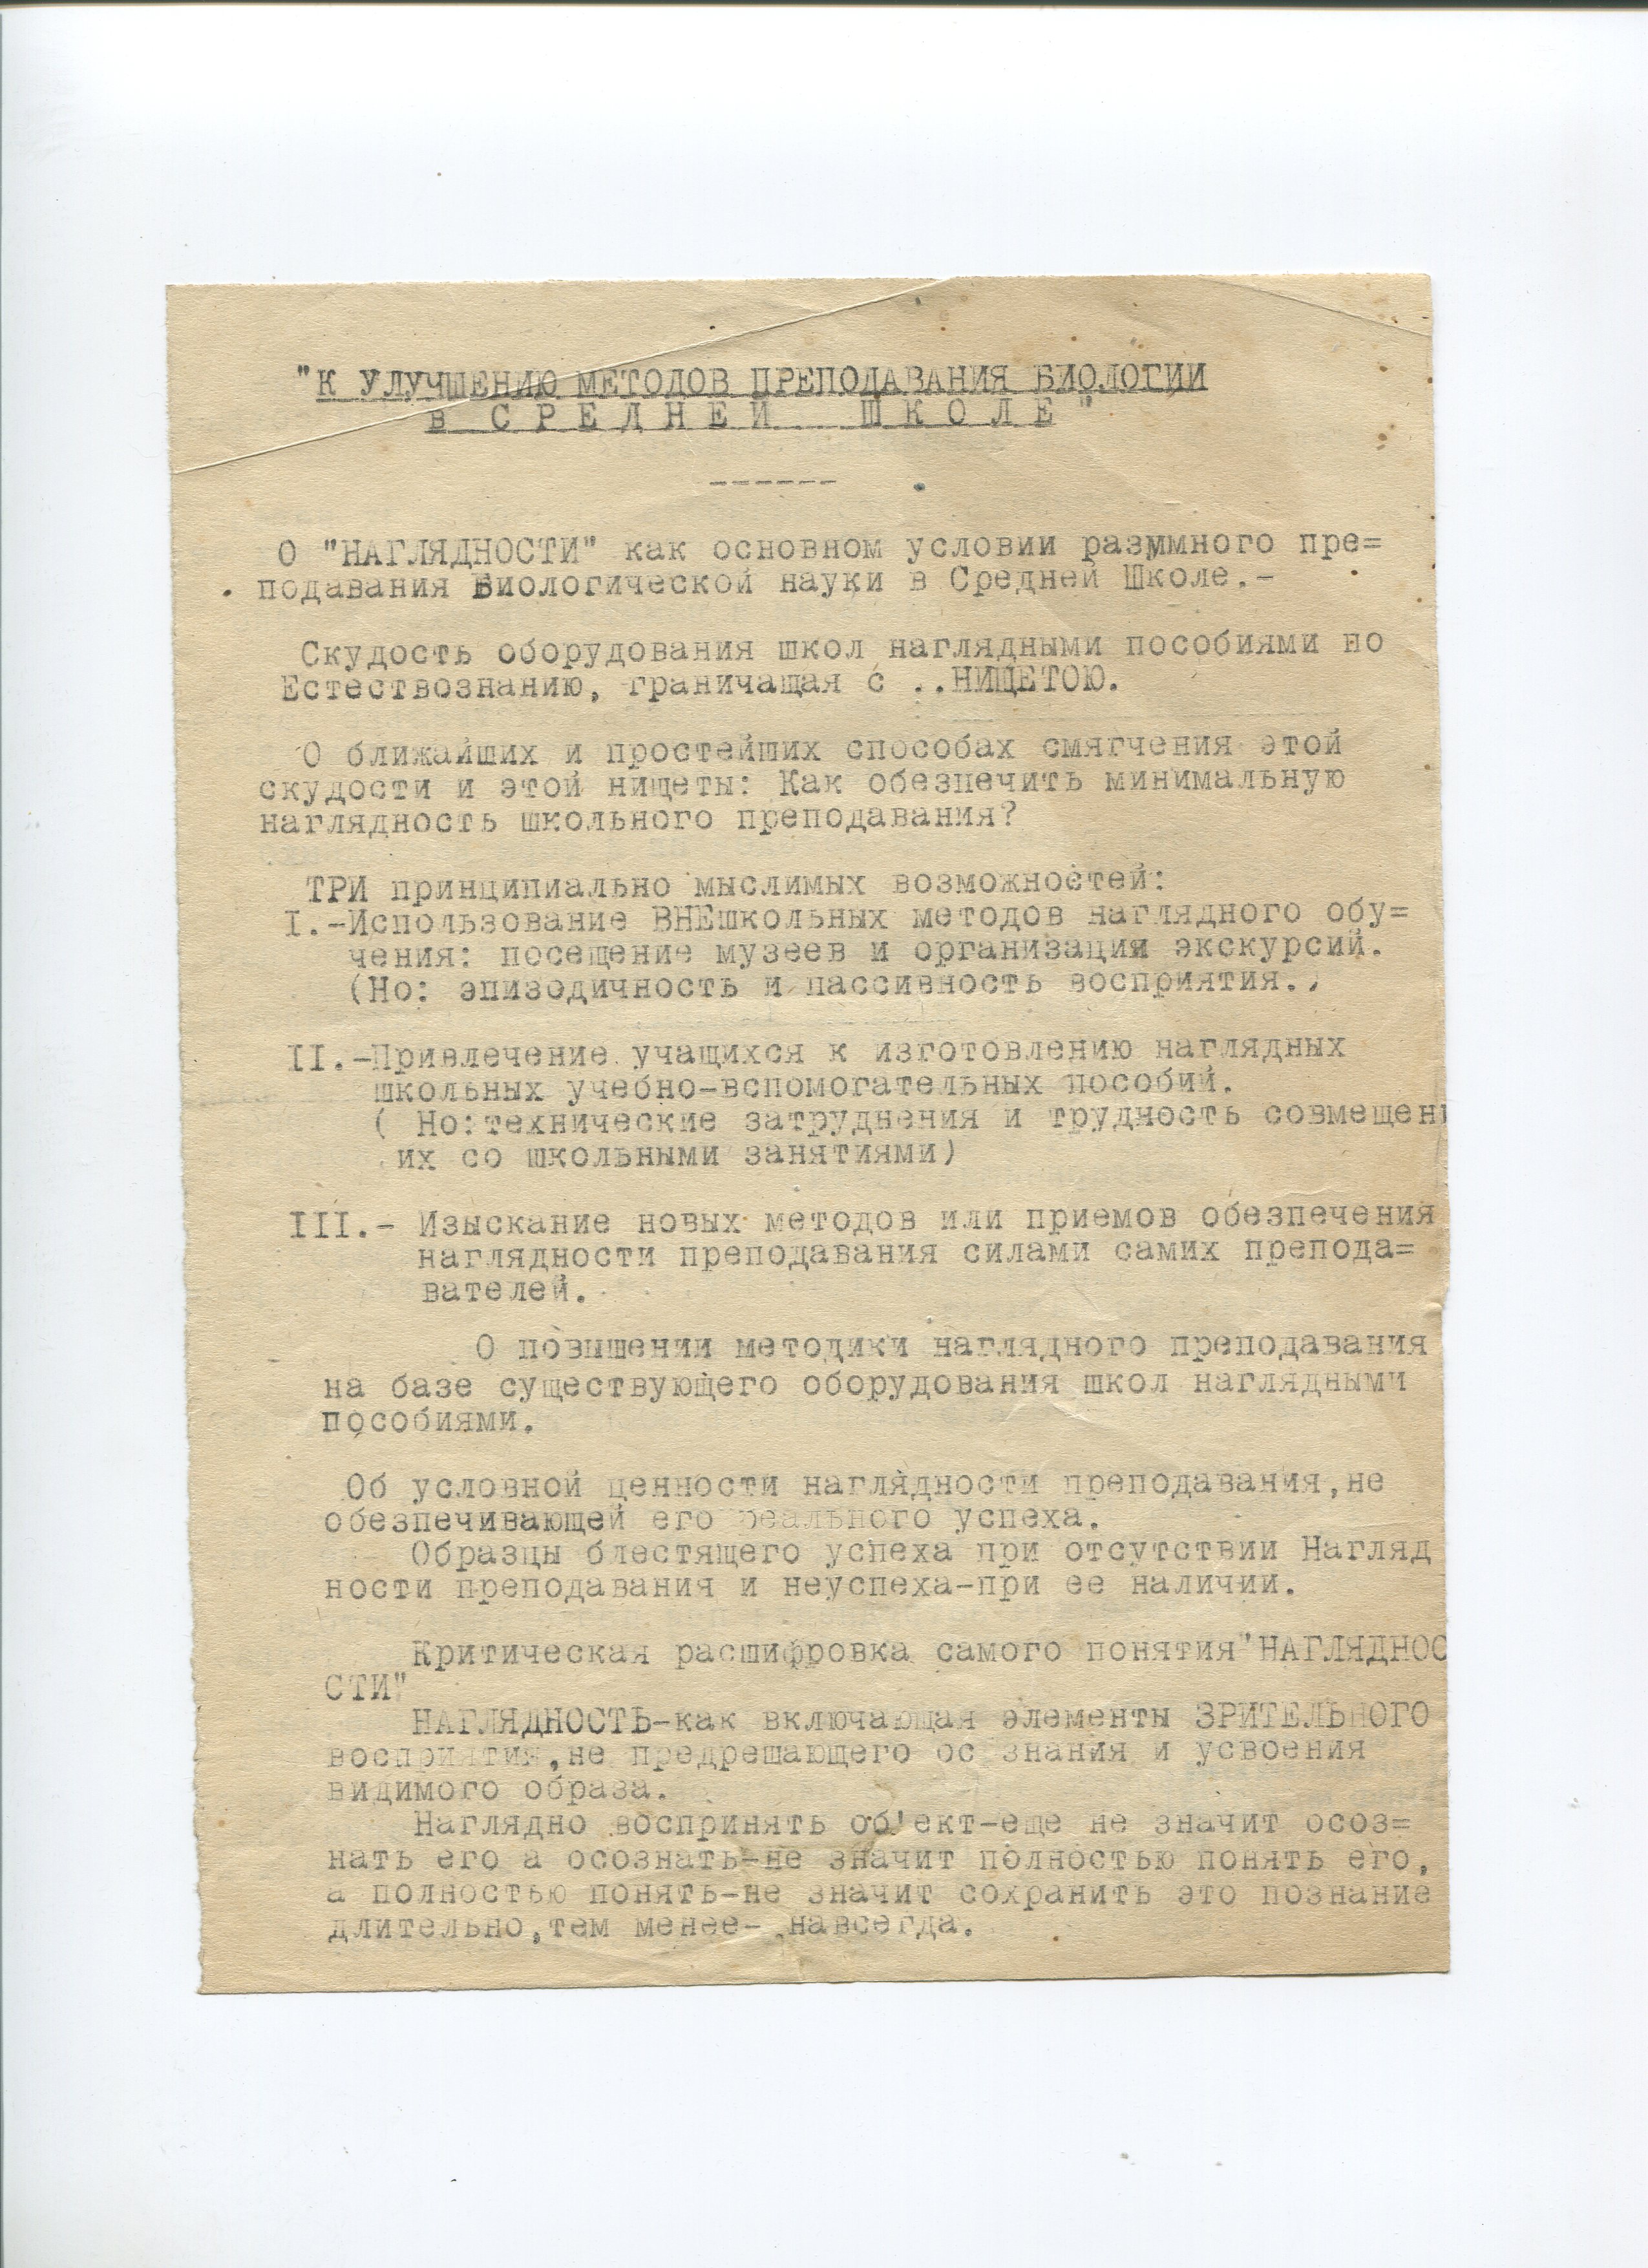 "К УЛУЧШЕНИЮ МЕТОДОВ ПРЕПОДАВАНИЯ БИОЛОГИИ
в С Р Е Д Н Е Й Ш К О Л Е"
------
О "НАГЛЯДНОСТИ" как основном условии разммного пре=
подавания Биологической науки в Средней Школе.-
Скудость оборудования школ наглядными пособиями по
Естествознанию, граничащая с ..НИЩЕТОЮ.
О ближайших и простейших способах смягчения этой
скудости и этой нищеты: Как обезпечить минимальную
наглядность школьного преподавания?
ТРИ принципиально мыслимых возможностей:
I.-Использование ВНЕшкольных методов наглядного обу=
чения: посещение музеев и организация экскурсий.
(Но: эпизодичность и пассивность восприятия.,
II.-Привлечение учащихся к изготовлению наглядных
школьных учебно-вспомогательных пособий.
( Но:технические затруднения и трудность совмещен
их со школьными занятиями)
III.- Изыскание новых методов или приемов обезпечения
наглядности преподавания силами самих препода=
вателей.
О повышении методики наглядного преподавания
на базе существующего оборудования школ наглядными
пособиями.
Об условной ценности наглядности преподавания,не
обезпечивающей его реального успеха.
Образцы блестящего успеха при отсутствии Нагляд
ности преподавания и неуспеха-при ее наличии.
Критическая расшифровка самого понятия"НАГЛЯДНОС
СТИ"
НАГЛЯДНОСТЬ-как включающая элементы ЗРИТЕЛЬНОГО
восприятия,не предрешающего ос знания и усвоения
видимого образа.
Наглядно воспринять об'ект-еще не значит осоз=
нать его а осознать-не значит полностью понять его,
а полностью понять-не значит сохранить это познание
длительно,тем менее- навсегда.